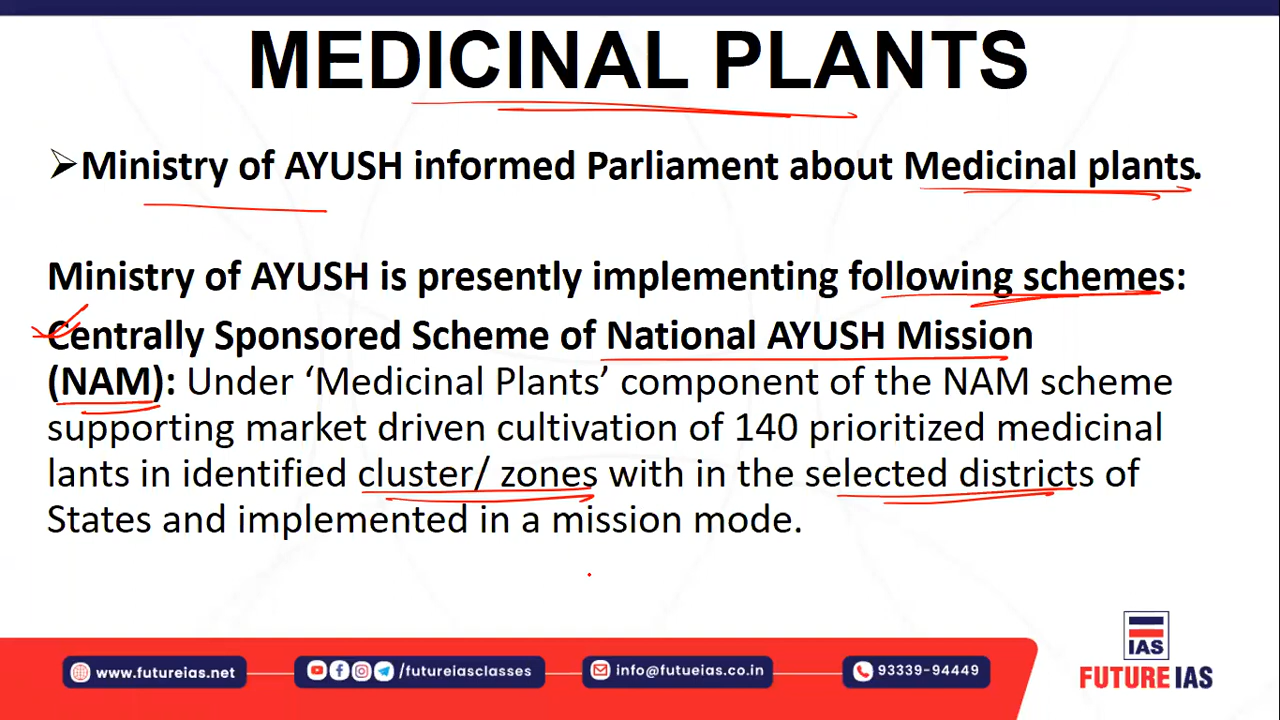 MEDICINAL PLANTS
➢Ministry of AYUSH informed Parliament about Medicinal plants.
Ministry of AYUSH is presently implementing following schemes:
Centrally Sponsored Scheme of National AYUSH Mission
(NAM): Under ‘Medicinal Plants’ component of the NAM scheme
supporting market driven cultivation of 140 prioritized medicinal
lants in identified cluster/ zones with in the selected districts of
States and implemented in a mission mode.
IAS
www.futureias.net
/futureiasclasses
info@futueias.co.in
93339-94449
FUTURE IAS